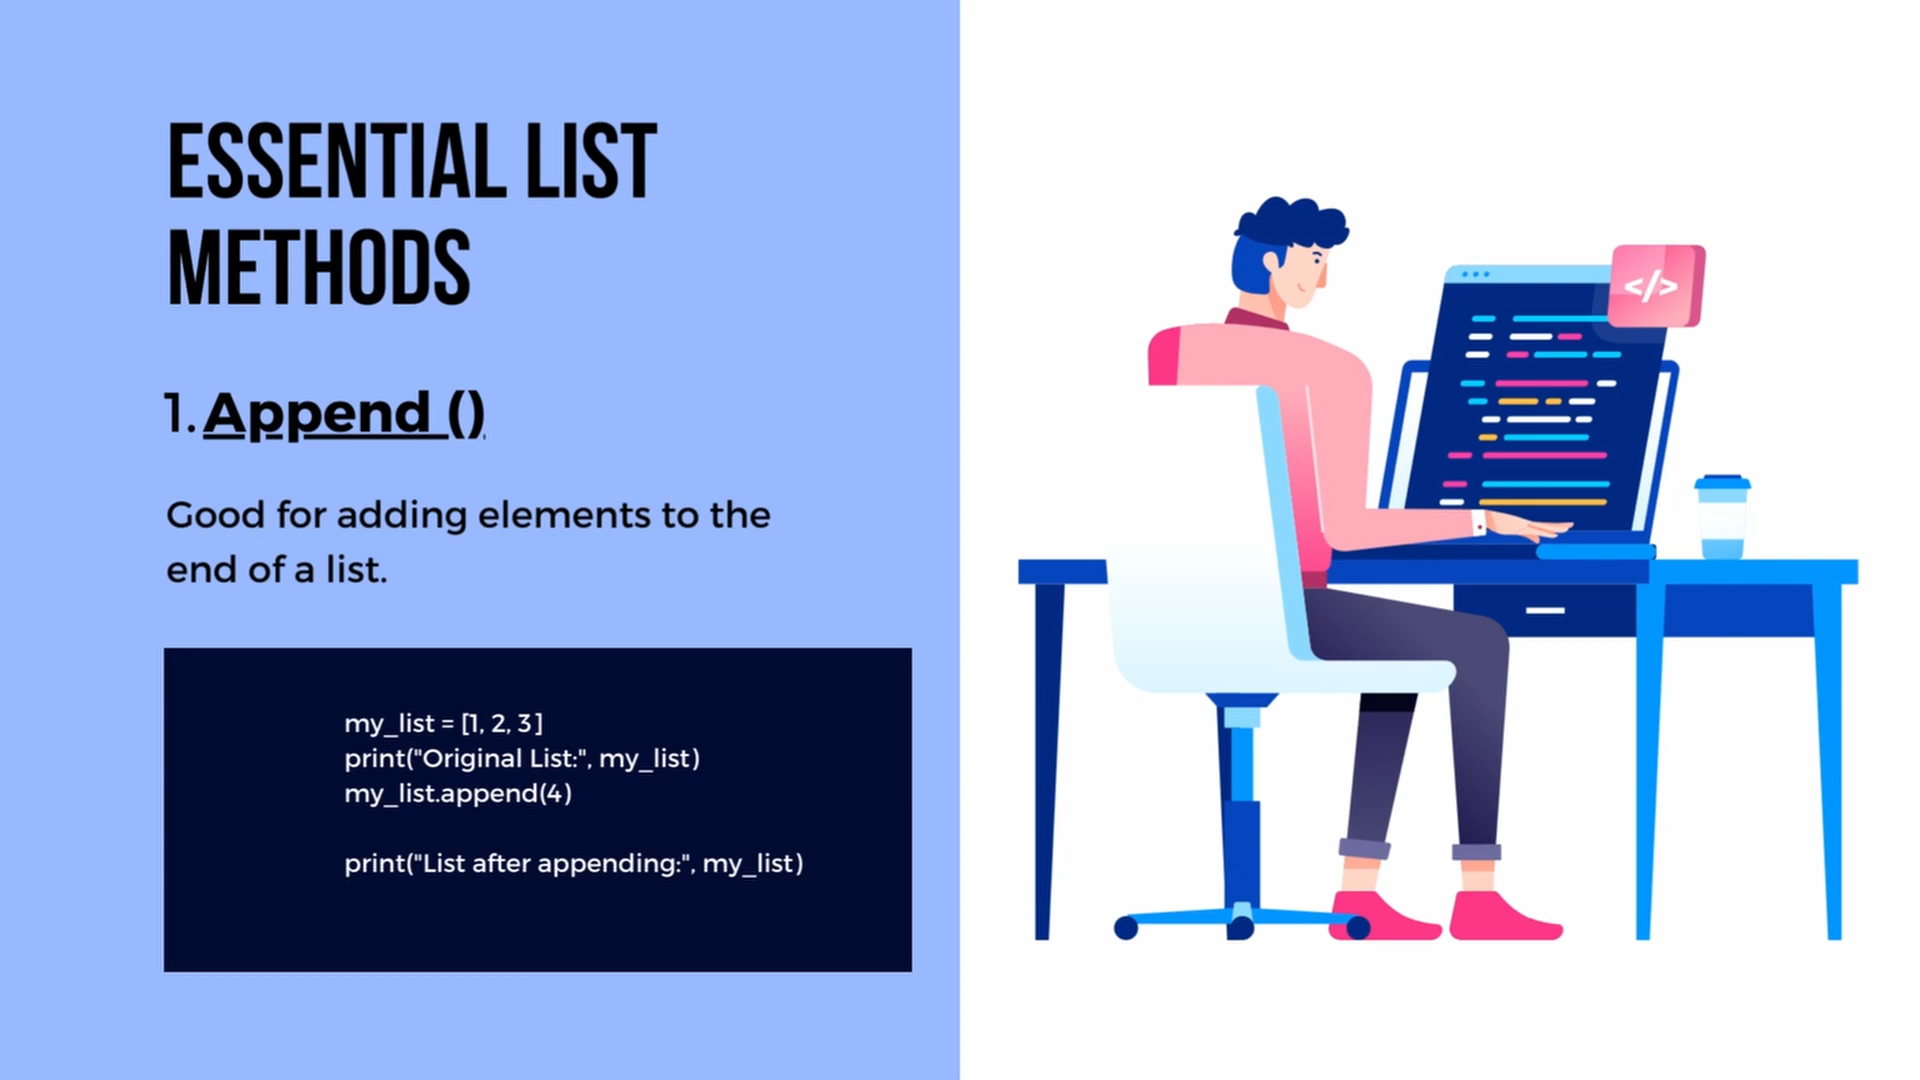 ESSENTIAL LIST
METHODS
1. Append ()
Good for adding elements to the
end of a list.
my_list = [1, 2, 3]
print("Original List:", my_list)
my_list.append(4)
print("List after appending:", my_list)
</>